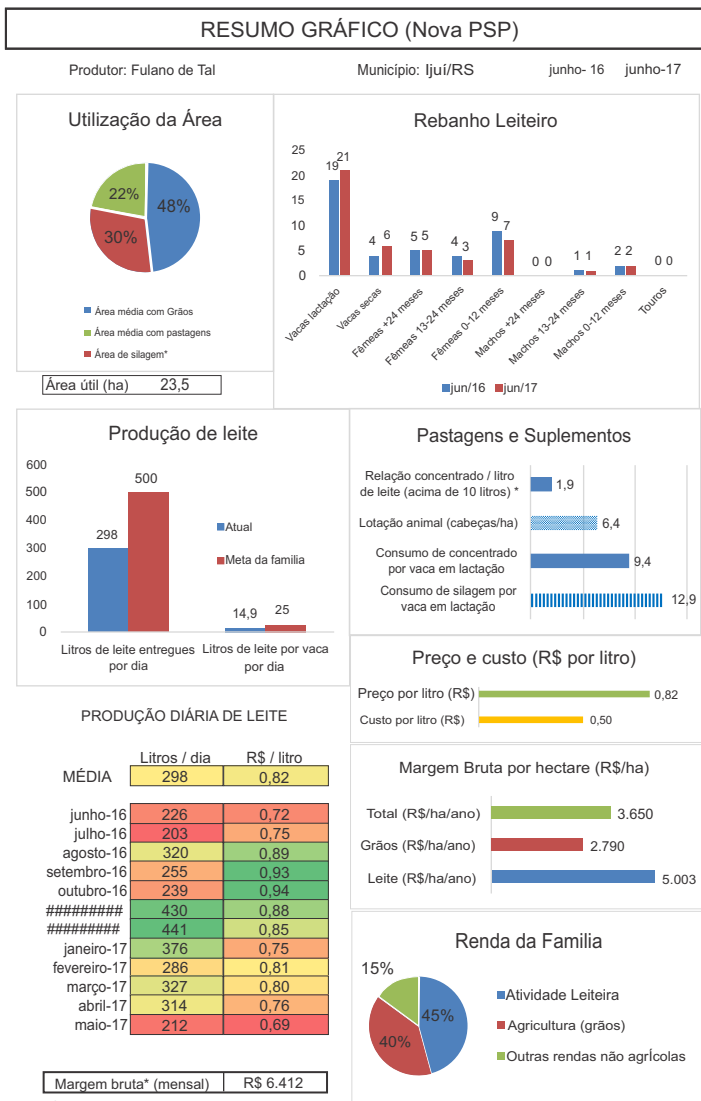 RESUMO GRÁFICO (Nova PSP)
Produtor: Fulano de Tal Município: Ijuí/RS junho- 16 junho-17
Utilização da Área
22%
48%
30%
Área média com Grãos
Área média com pastagens
Área de silagem*
Área útil (ha) 23,5
Rebanho Leiteiro
25
20
15
10
5
0
19 21
4 6
5 5
4 3
9 7
0 0
1 1
2 2
0 0
Vacas lactação
Vacas secas
Fêmeas +24 meses
Fêmeas 13-24 meses
Fêmeas 0-12 meses
Machos +24 meses
Machos 13-24 meses
Machos 0-12 meses
Touros
jun/16 jun/17
Produção de leite
600
500
400
300
200
100
0
298
500
14,9
25
Atual
Meta da familia
Litros de leite entregues
por dia
Litros de leite por vaca
por dia
Pastagens e Suplementos
Relação concentrado / litro
de leite (acima de 10 litros) *
1,9
Lotação animal (cabeças/ha)
6,4
Consumo de concentrado
por vaca em lactação
9,4
Consumo de silagem por
vaca em lactação
12,9
Preço e custo (R$ por litro)
Preço por litro (R$) 0,82
Custo por litro (R$) 0,50
PRODUÇÃO DIÁRIA DE LEITE
Litros / dia R$ / litro
MÉDIA 298 0,82
junho-16 226 0,72
julho-16 203 0,75
agosto-16 320 0,89
setembro-16 255 0,93
outubro-16 239 0,94
######### 430 0,88
######### 441 0,85
janeiro-17 376 0,75
fevereiro-17 286 0,81
março-17 327 0,80
abril-17 314 0,76
maio-17 212 0,69
Margem bruta* (mensal) R$ 6.412
Margem Bruta por hectare (R$/ha)
Total (R$/ha/ano) 3.650
Grãos (R$/ha/ano) 2.790
Leite (R$/ha/ano) 5.003
Renda da Familia
15%
45%
40%
Atividade Leiteira
Agricultura (grãos)
Outras rendas não agrÍcolas